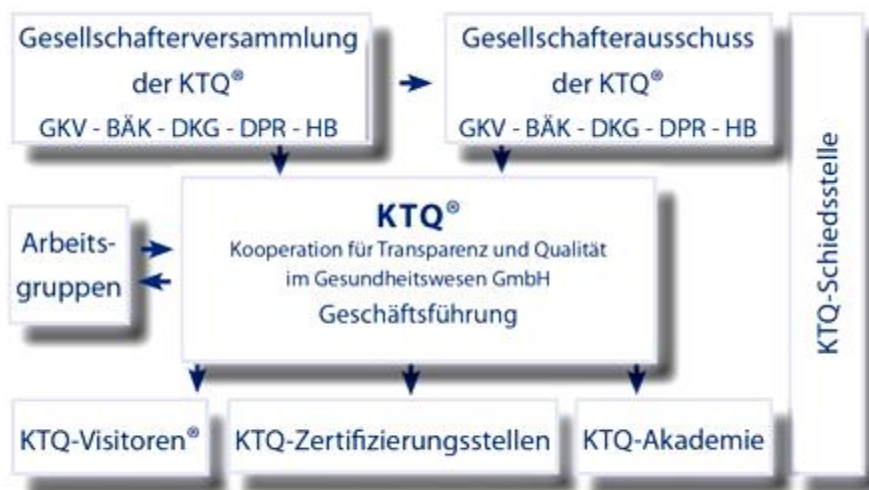 Gesellschafterversammlung
der KTQ®
GKV - BÄK - DKG - DPR - HB
Gesellschafterausschuss
der KTQ®
GKV - BÄK - DKG - DPR - HB
KTQ-Schiedsstelle
Arbeits-
gruppen
KTQ®
Kooperation für Transparenz und Qualität
im Gesundheitswesen GmbH
Geschäftsführung
KTQ-Visitoren®
KTQ-Zertifizierungsstellen
KTQ-Akademie